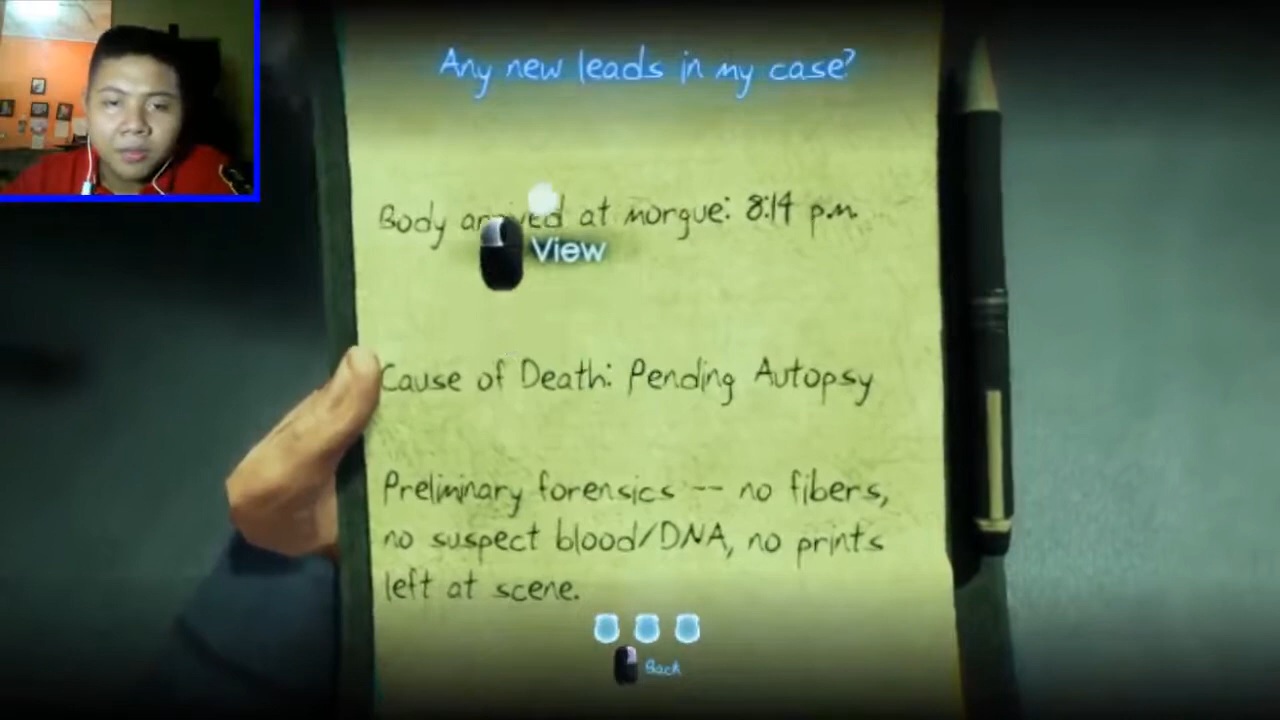 Any new leads in my case?
Body arrived at morgue: 8:14 p.m.
View
Cause of Death: Pending Autopsy
Preliminary forensics -- no fibers,
no suspect blood/DNA, no prints
left at scene.
Back